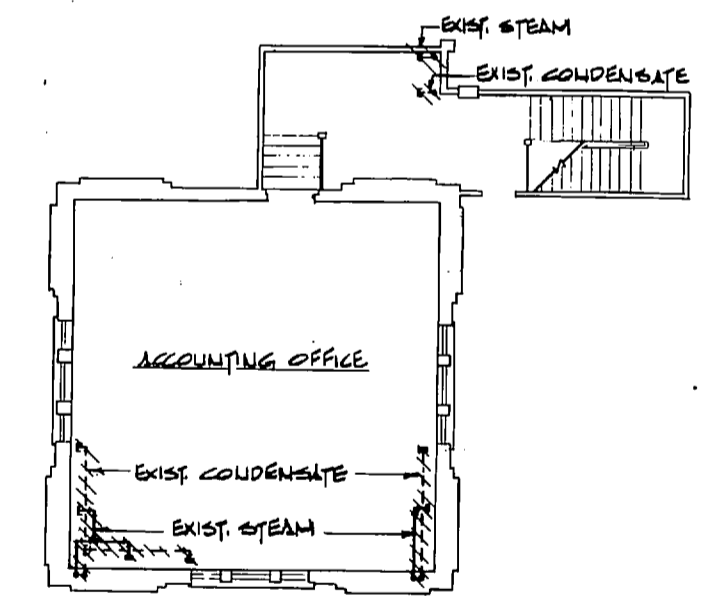 EXIST. STEAM
EXIST. CONDENSATE
ACCOUNTING OFFICE
EXIST. CONDENSATE
EXIST. STEAM